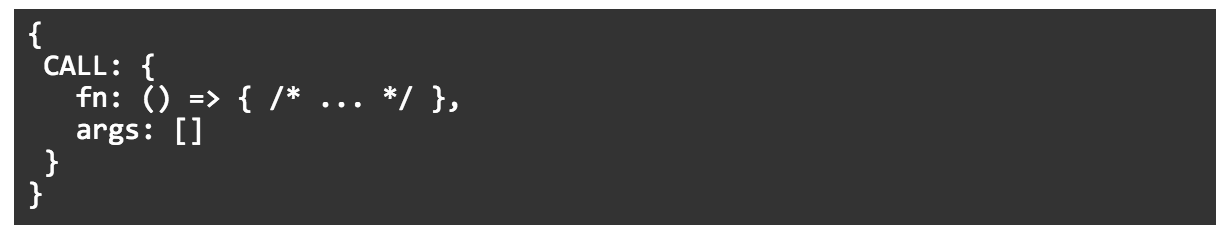 {
 CALL: {
   fn: () => { /* ... */ },
   args: []
 }
}